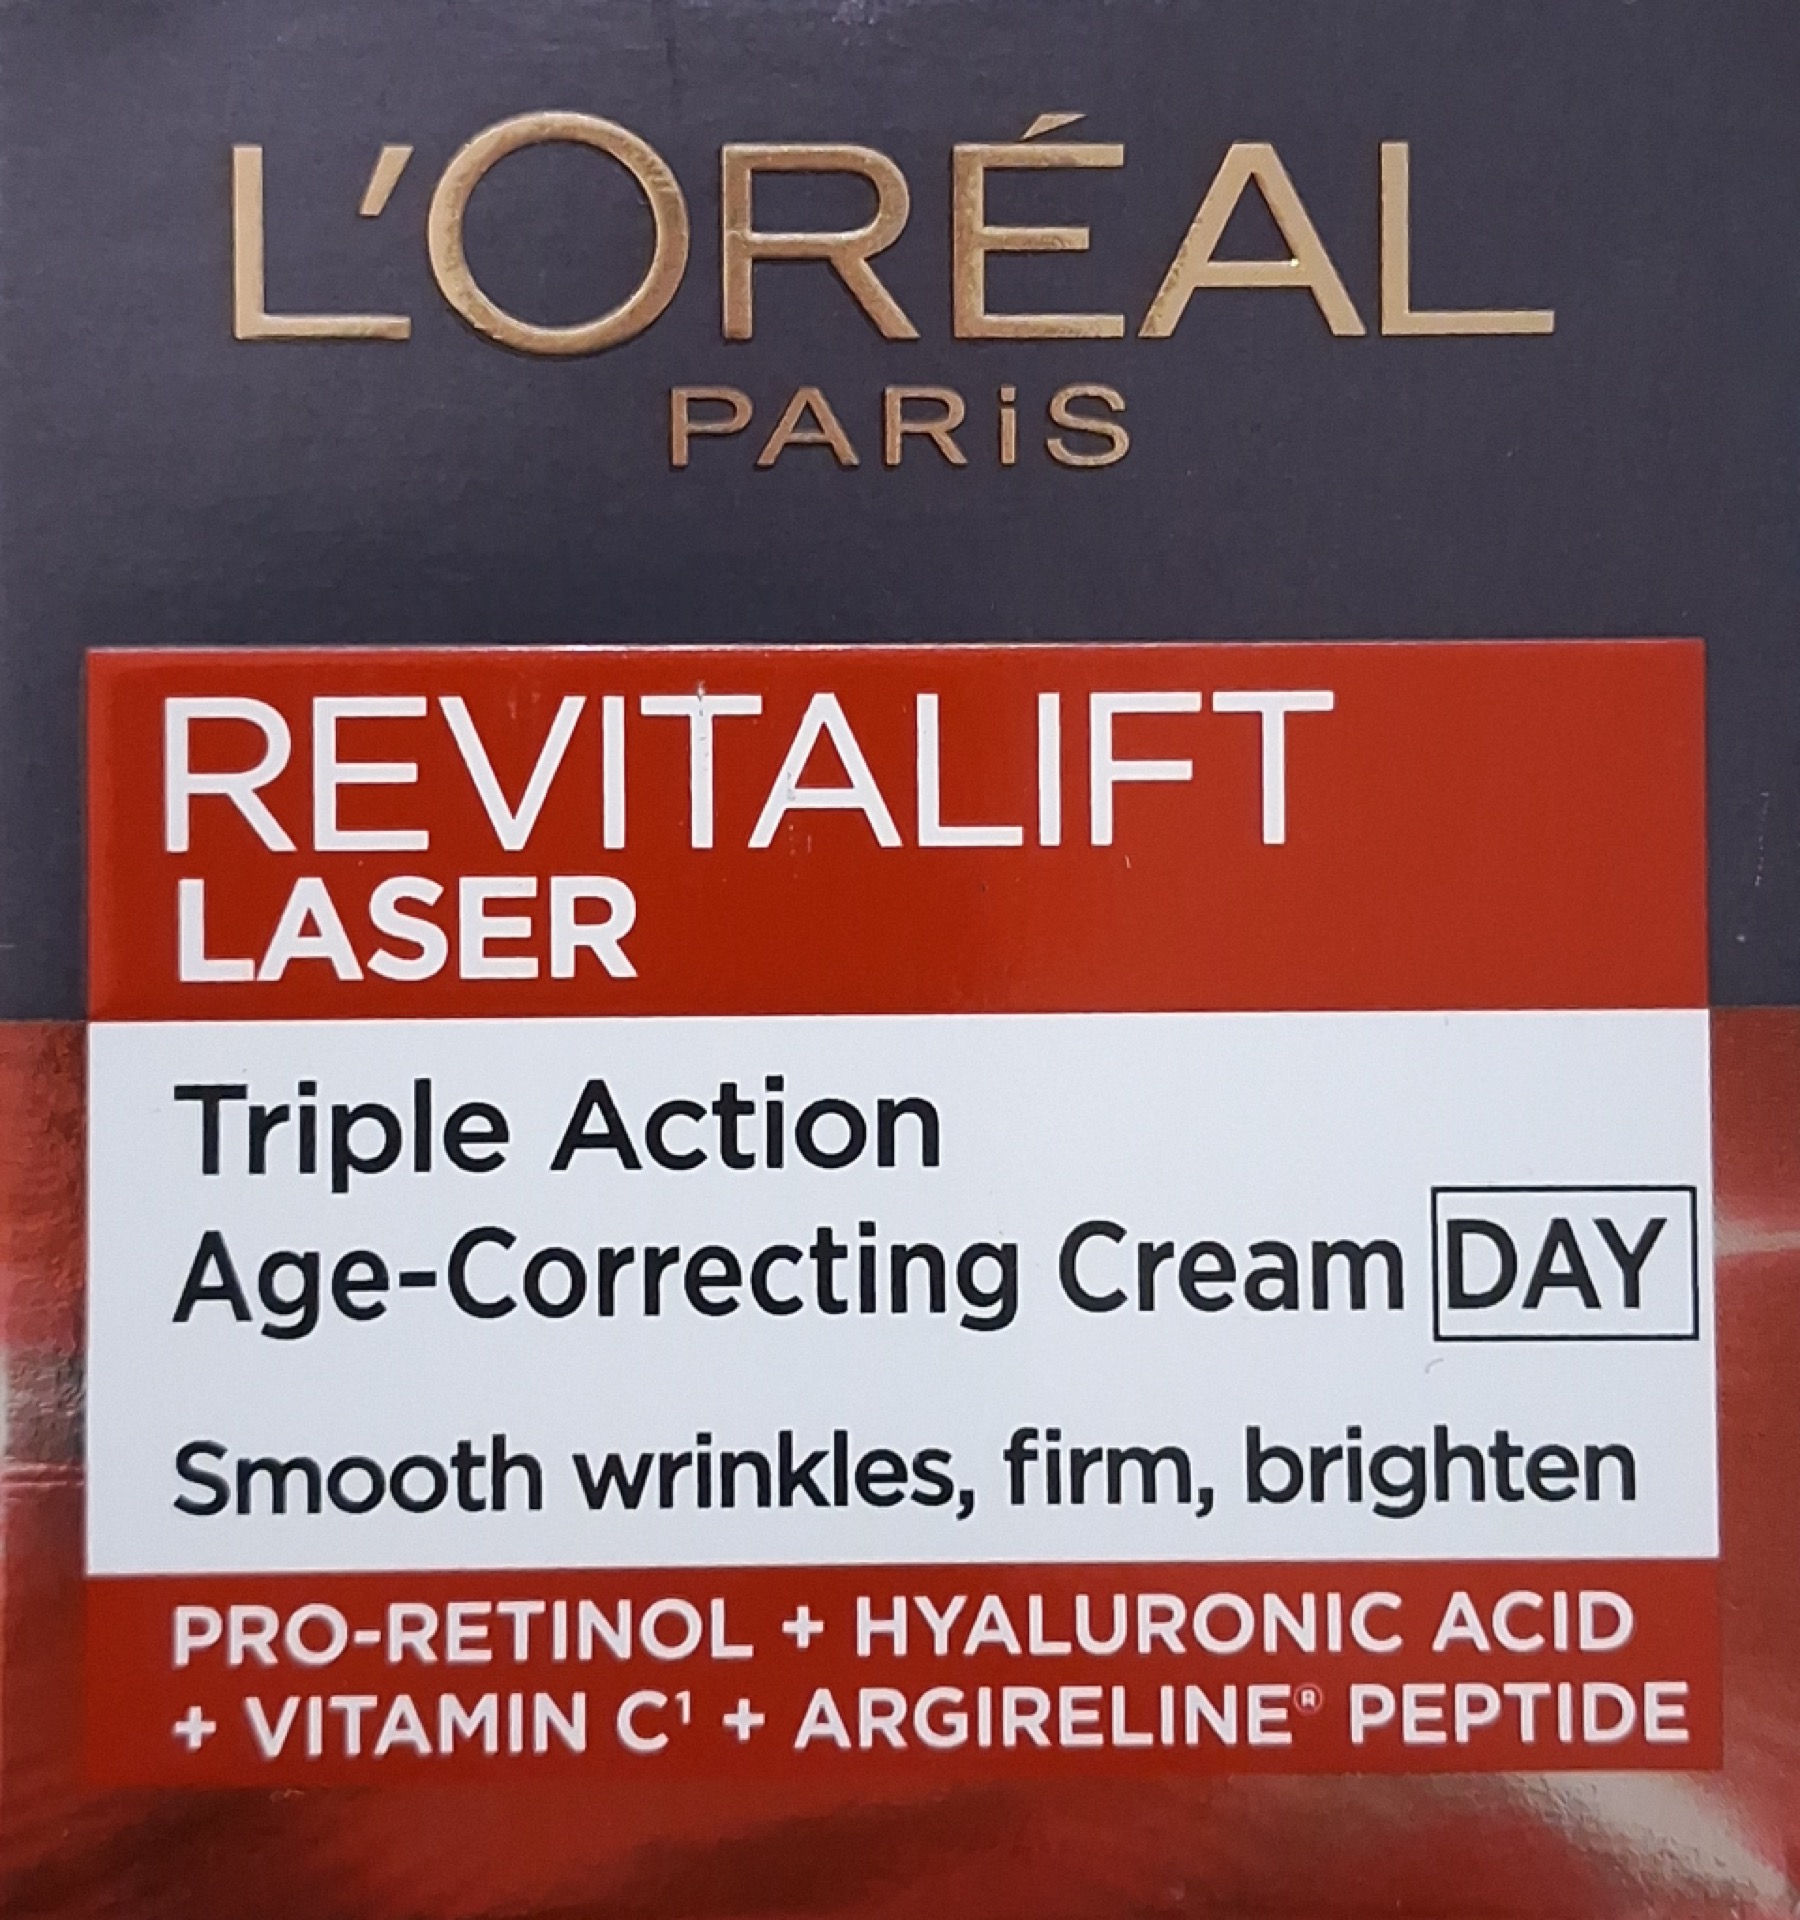 L'ORÉAL
PARiS
REVITALIFT
LASER
Triple Action
Age-Correcting Cream DAY
Smooth wrinkles, firm, brighten
PRO-RETINOL + HYALURONIC ACID
+ VITAMIN C¹ + ARGIRELINE® PEPTIDE